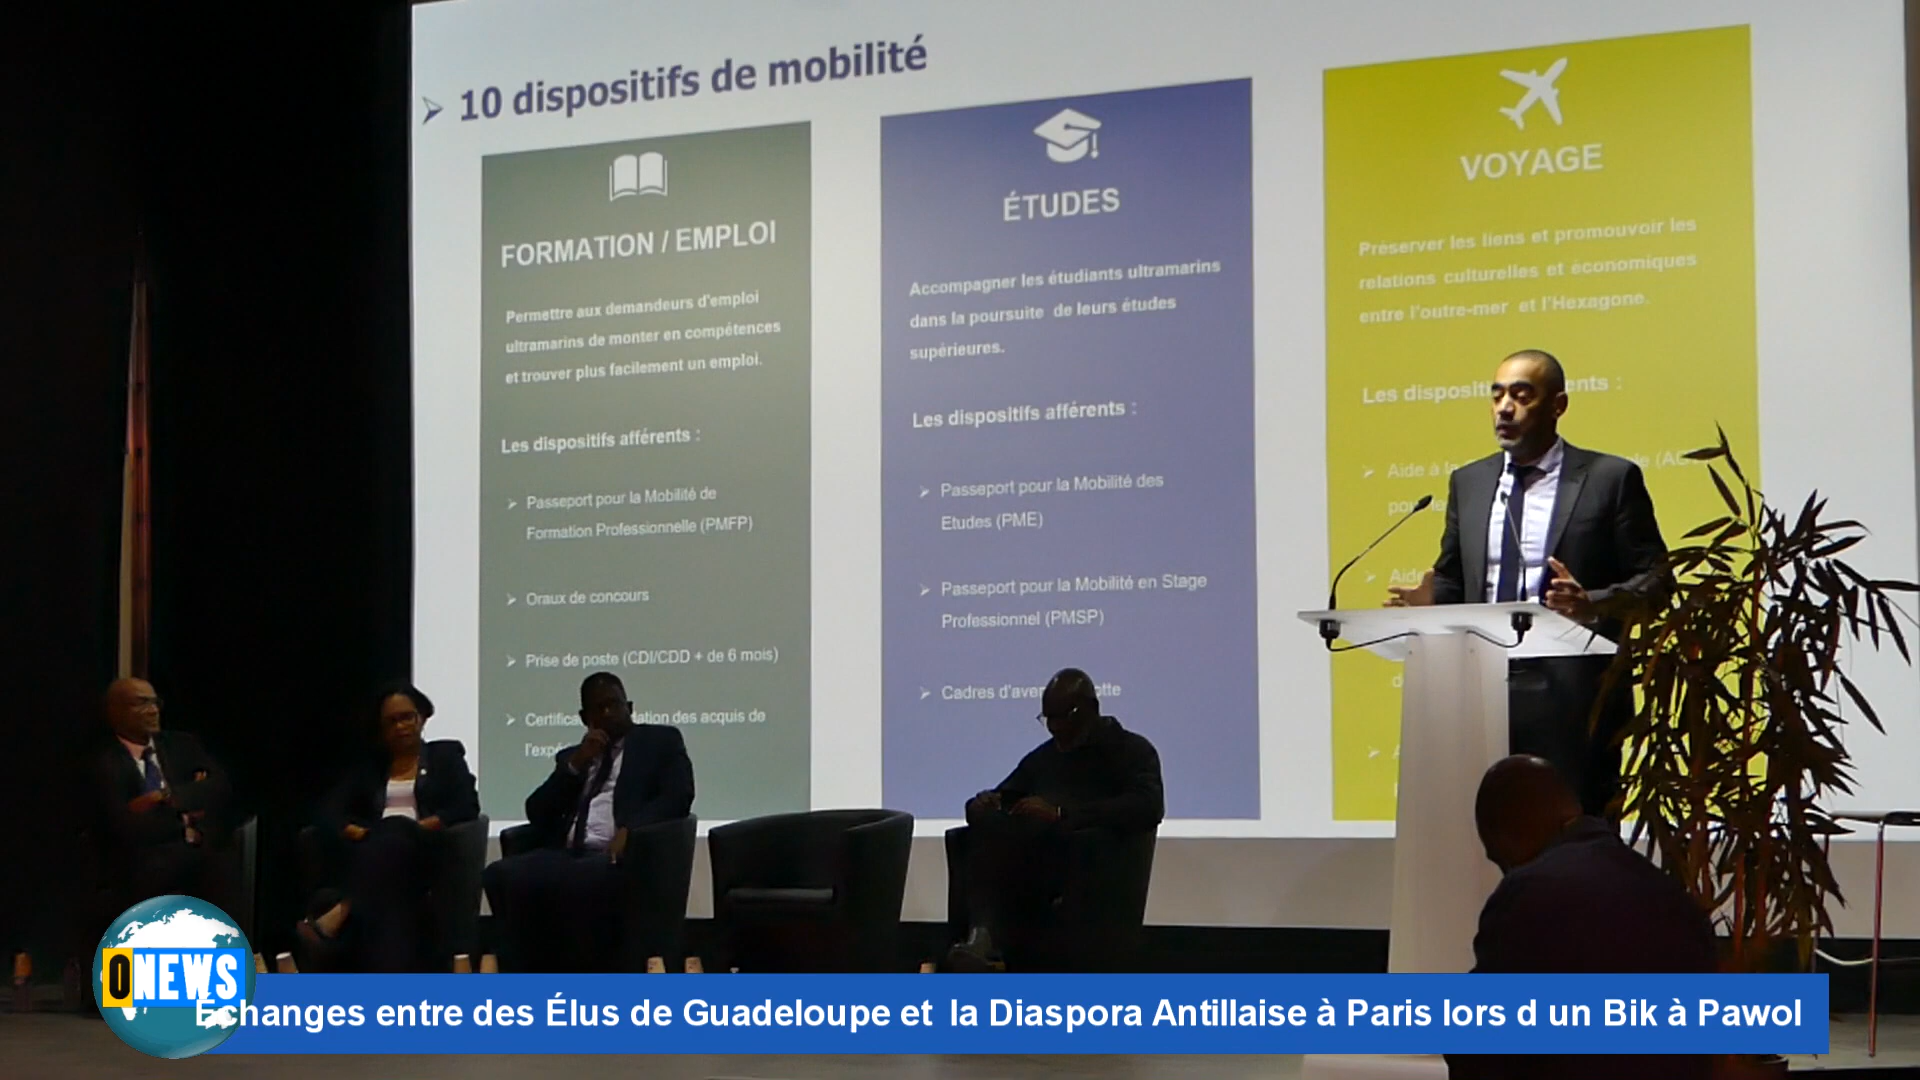 10 dispositifs de mobilité
FORMATION / EMPLOI
Permettre aux demandeurs d'emploi
ultramarins de monter en compétences
et trouver plus facilement un emploi.
Les dispositifs afférents :
Passeport pour la Mobilité de
Formation Professionnelle (PMFP)
Oraux de concours
Prise de poste (CDI/CDD + de 6 mois)
des acquis de
ÉTUDES
Accompagner les étudiants ultramarins
dans la poursuite de leurs études
supérieures.
Les dispositifs afférents :
Passeport pour la Mobilité des
Etudes (PME)
Passeport pour la Mobilité en Stage
Professionnel (PMSP)
Cadres
VOYAGE
Préserver les liens et promouvoir les
relations culturelles et économiques
entre l'outre-mer et l'Hexagone.
Les
Aide à la
Aide
ONEWS
Échanges entre des Élus de Guadeloupe et la Diaspora Antillaise à Paris lors d un Bik à Pawol